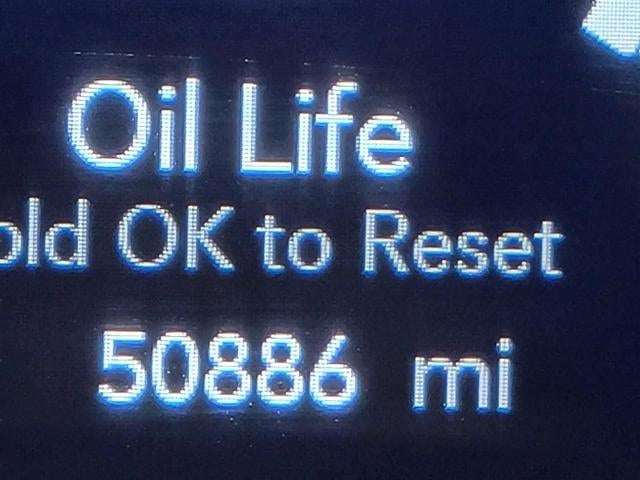 Oil Life
old OK to Reset
50886 mi